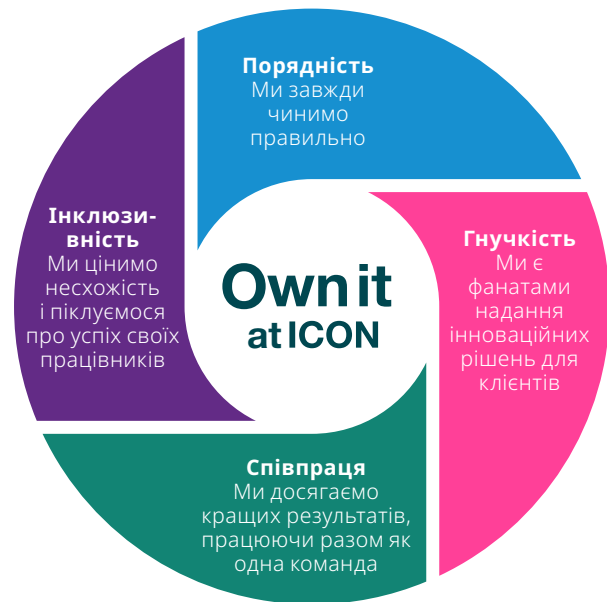 Порядність
Ми завжди
чинимо
правильно
Гнучкість
Ми є
фанатами
надання
інноваційних
рішень для
клієнтів
Співпраця
Ми досягаємо
кращих результатів,
працюючи разом як
одна команда
Інклюзи-
вність
Ми цінимо
несхожість
і піклуємося
про успіх своїх
працівників
Own it
at ICON